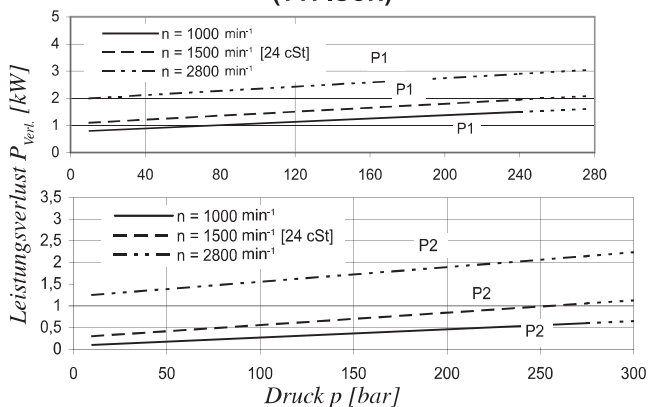 5
4
3
2
1
0
n = 1000 min-1
n = 1500 min-1 [24 cSt]
n = 2800 min-1
P1
P1
P1
0 40 80 120 160 200 240 280
Leistungsverlust P Verl. [kW]
3,5
3
2,5
2
1,5
1
0,5
0
n = 1000 min-1
n = 1500 min-1 [24 cSt]
n = 2800 min-1
P2
P2
P2
0 50 100 150 200 250 300
Druck p [bar]